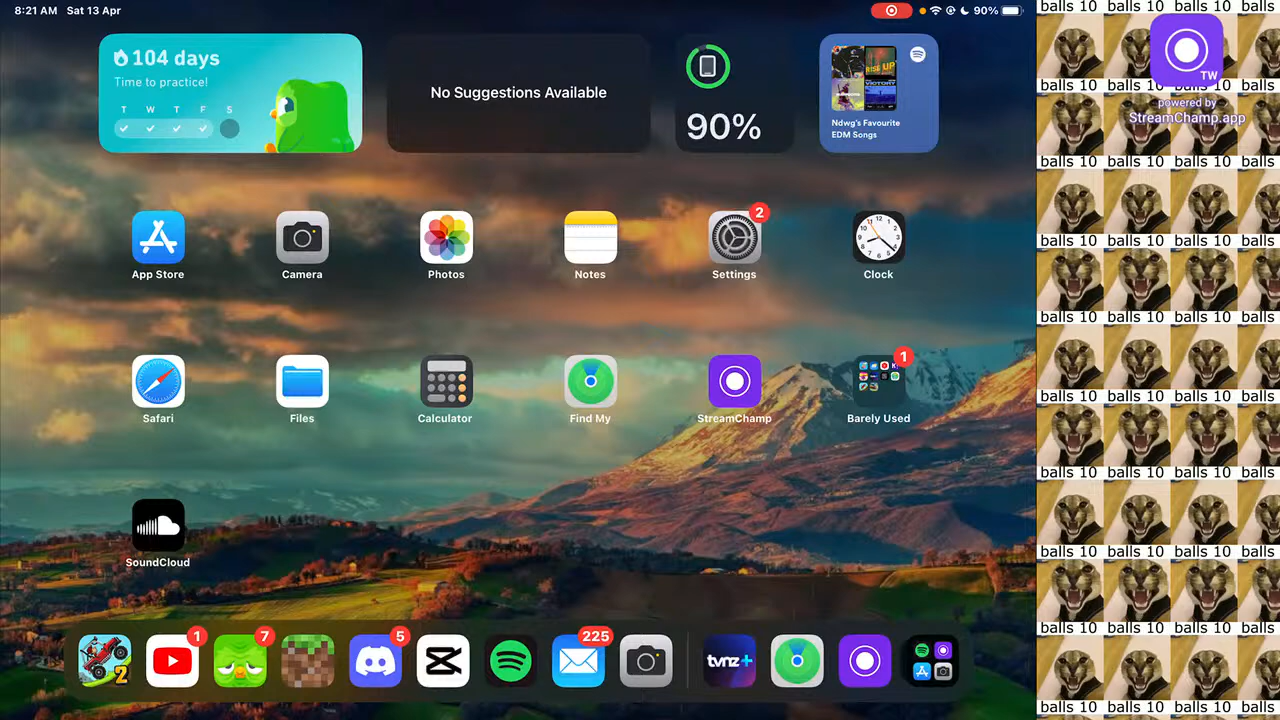 8:21 AM Sat 13 Apr
90%
104 days
Time to practice!
T W T F S
No Suggestions Available
90%
Ndwg's Favourite
EDM Songs
RISE UP
VICTORY
App Store
Camera
Photos
Notes
2
Settings
Clock
Safari
Files
Calculator
Find My
StreamChamp
1
Barely Used
SoundCloud
2
1
7
5
225
tvnz+
TW
powered by
StreamChamp.app
balls 10 balls 10 balls 10 balls
balls 10 balls 10 balls 10 balls
balls 10 balls 10 balls 10 balls
balls 10 balls 10 balls 10 balls
balls 10 balls 10 balls 10 balls
balls 10 balls 10 balls 10 balls
balls 10 balls 10 balls 10 balls
balls 10 balls 10 balls 10 balls
balls 10 balls 10 balls 10 balls
balls 10 balls 10 balls 10 balls